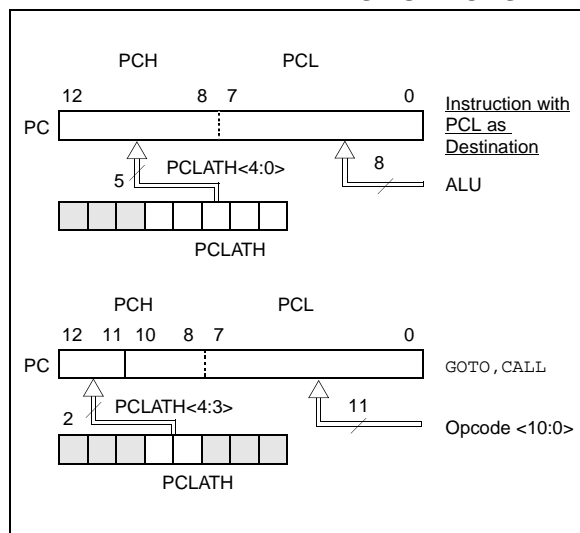 PCH PCL
12 8 7 0
PC
Instruction with
PCL as
Destination
5 PCLATH<4:0> 8
ALU
PCLATH
PCH PCL
12 11 10 8 7 0
PC GOTO,CALL
2 PCLATH<4:3> 11
Opcode <10:0>
PCLATH